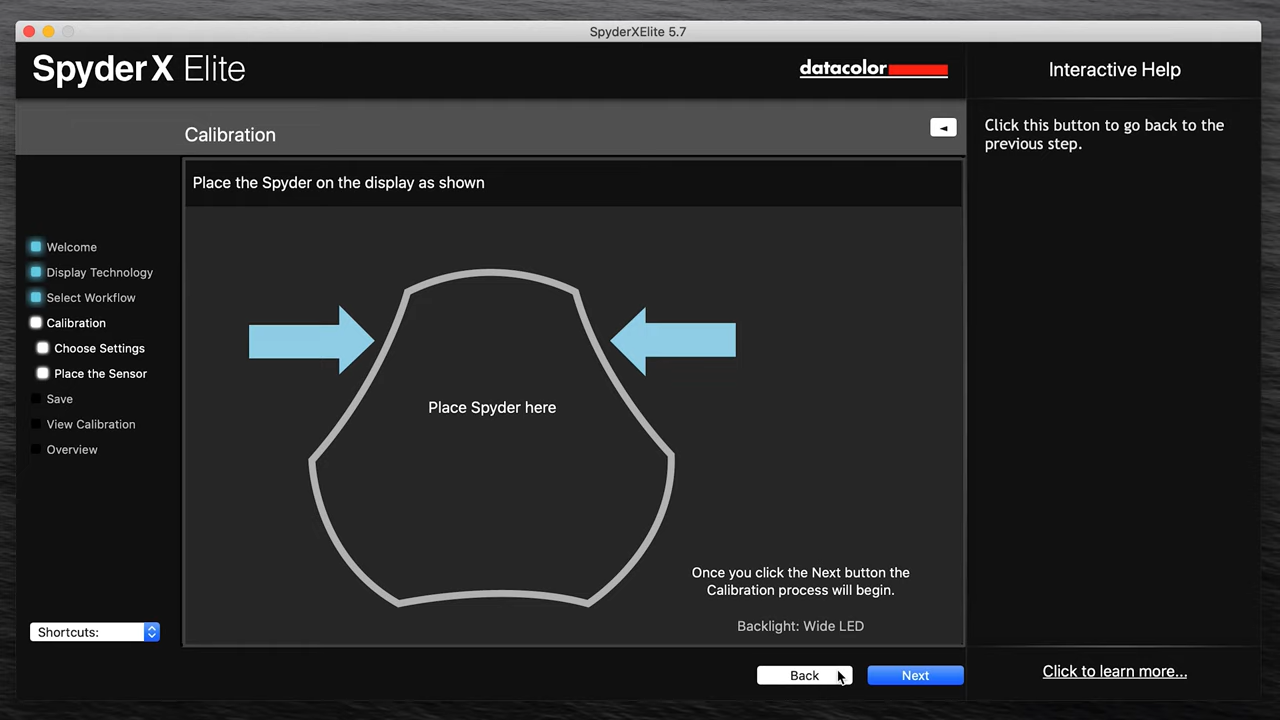 SpyderXElite 5.7
SpyderX Elite
datacolor
Interactive Help
Calibration
Click this button to go back to the
previous step.
Place the Spyder on the display as shown
Welcome
Display Technology
Select Workflow
Calibration
Choose Settings
Place the Sensor
Save
View Calibration
Overview
Place Spyder here
Once you click the Next button the
Calibration process will begin.
Backlight: Wide LED
Shortcuts:
Back
Next
Click to learn more...